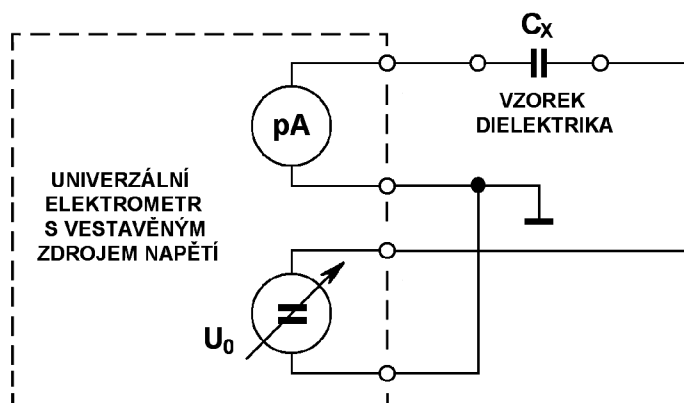 C_X
VZOREK
DIELEKTRIKA
pA
UNIVERZÁLNÍ
ELEKTROMETR
S VESTAVĚNÝM
ZDROJEM NAPĚTÍ
U_0